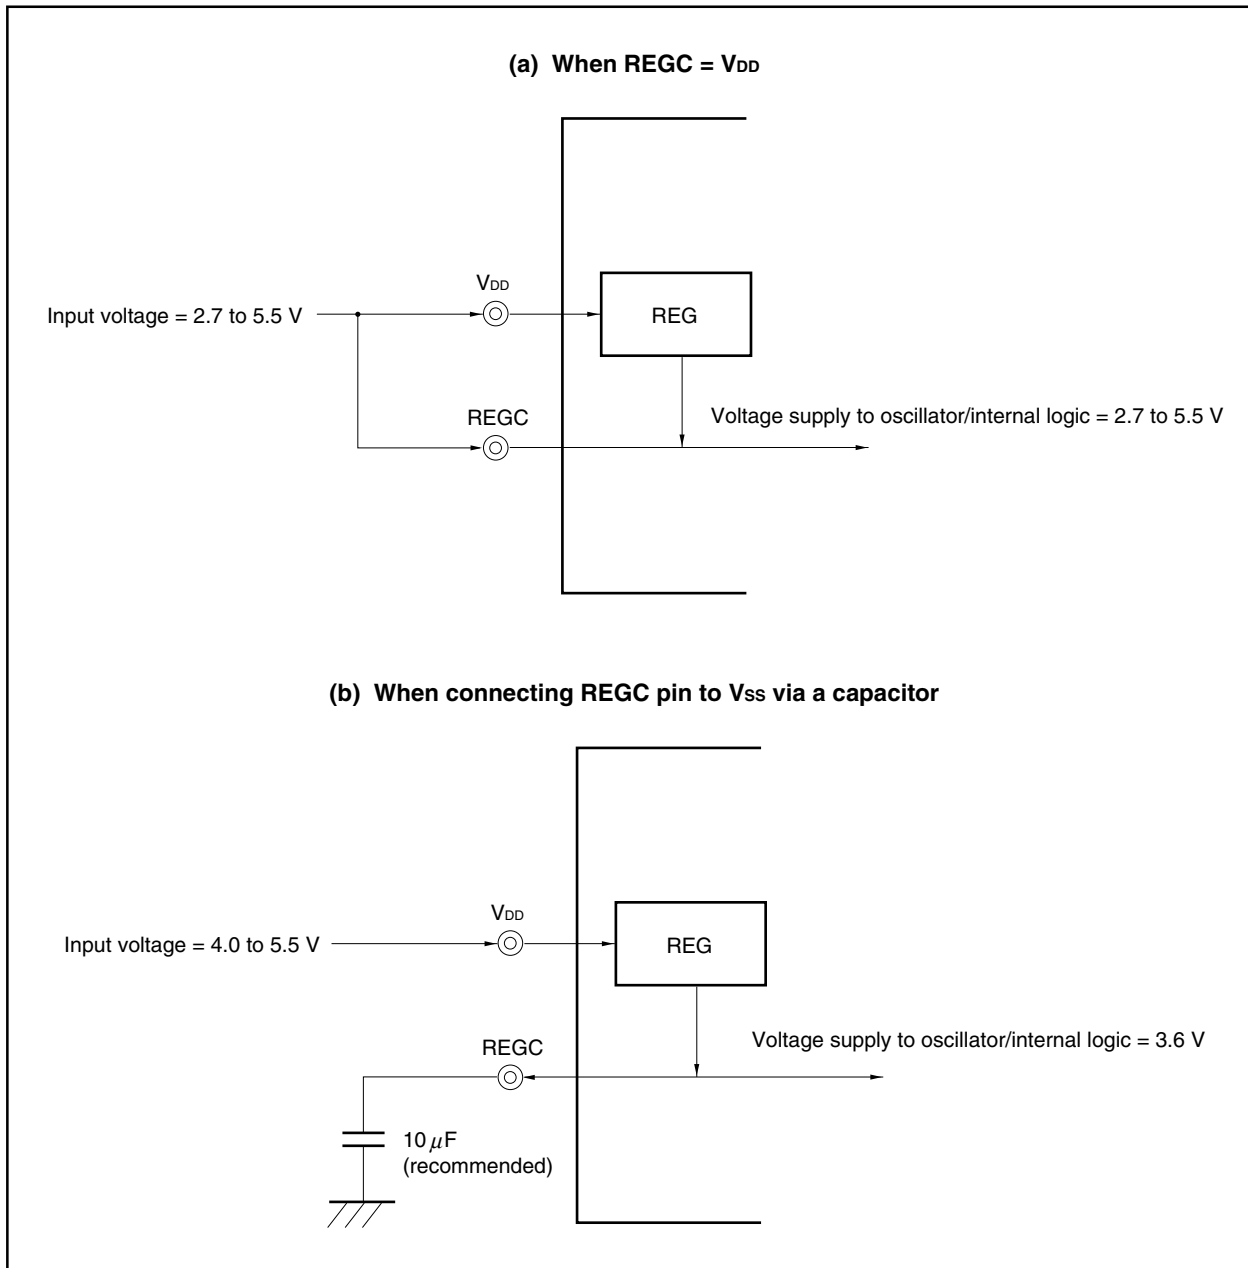 (a) When REGC = VDD
VDD
Input voltage = 2.7 to 5.5 V
REG
REGC
Voltage supply to oscillator/internal logic = 2.7 to 5.5 V
(b) When connecting REGC pin to VSS via a capacitor
VDD
Input voltage = 4.0 to 5.5 V
REG
REGC
Voltage supply to oscillator/internal logic = 3.6 V
10 μF
(recommended)